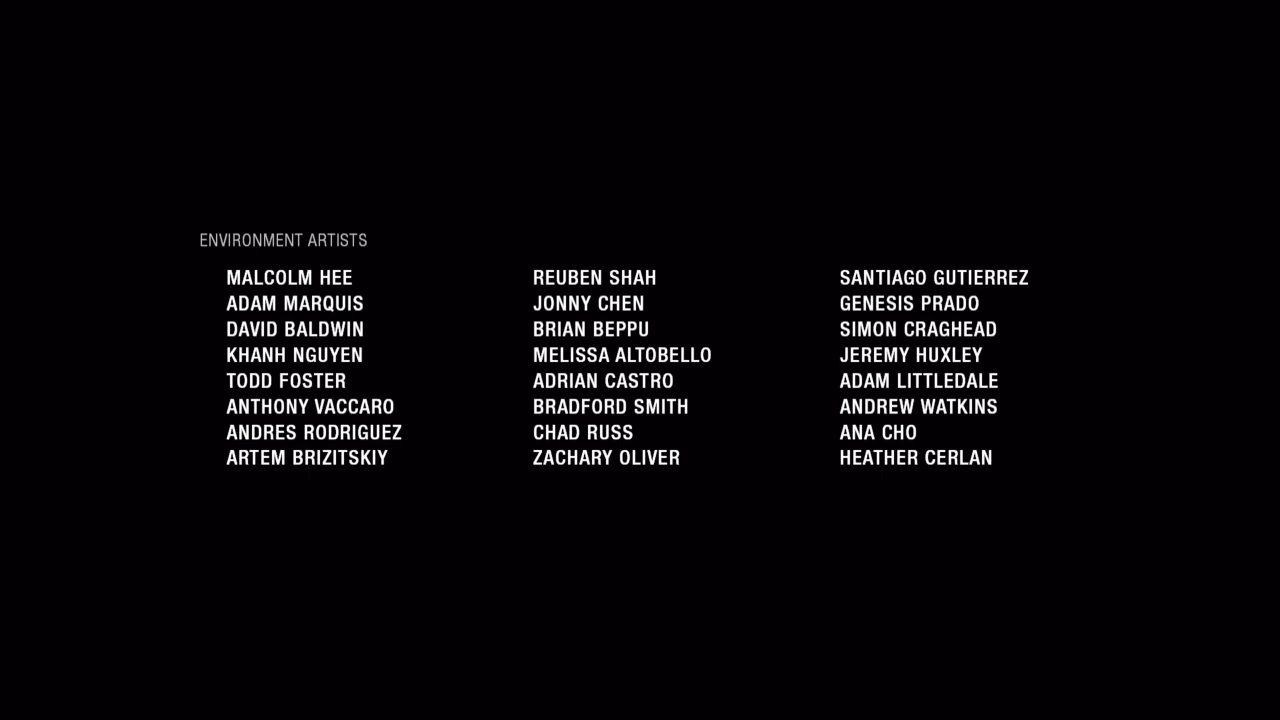 ENVIRONMENT ARTISTS
MALCOLM HEE
ADAM MARQUIS
DAVID BALDWIN
KHANH NGUYEN
TODD FOSTER
ANTHONY VACCARO
ANDRES RODRIGUEZ
ARTEM BRIZITSKIY
REUBEN SHAH
JONNY CHEN
BRIAN BEPPU
MELISSA ALTOBELLO
ADRIAN CASTRO
BRADFORD SMITH
CHAD RUSS
ZACHARY OLIVER
SANTIAGO GUTIERREZ
GENESIS PRADO
SIMON CRAGHEAD
JEREMY HUXLEY
ADAM LITTLEDALE
ANDREW WATKINS
ANA CHO
HEATHER CERLAN